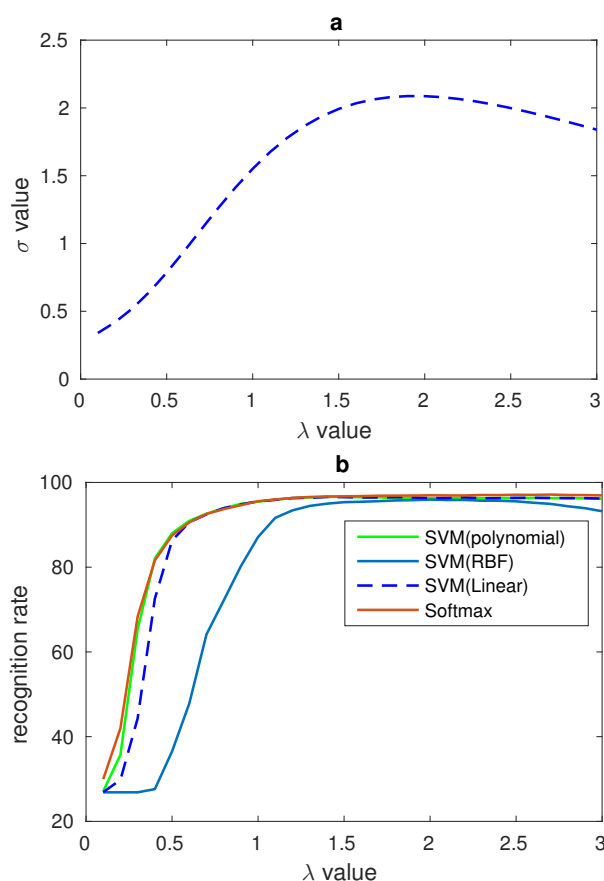 a
2.5
2
1.5
1
0.5
0
σ value
0 0.5 1 1.5 2 2.5 3
λ value
b
100
80
60
40
20
recognition rate
SVM(polynomial)
SVM(RBF)
SVM(Linear)
Softmax
0 0.5 1 1.5 2 2.5 3
λ value